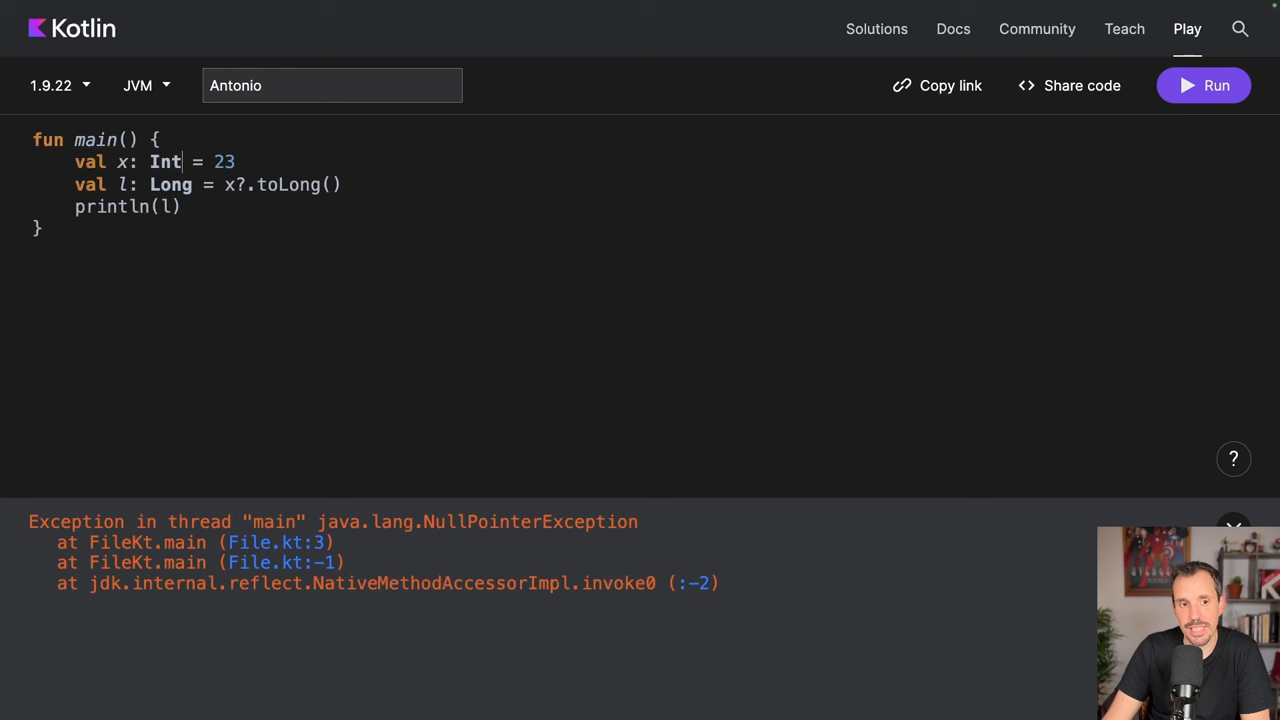 Kotlin
Solutions Docs Community Teach Play
1.9.22 JVM Antonio Copy link Share code Run
fun main() {
    val x: Int = 23
    val l: Long = x?.toLong()
    println(l)
}
?
Exception in thread "main" java.lang.NullPointerException
at FileKt.main (File.kt:3)
at FileKt.main (File.kt:-1)
at jdk.internal.reflect.NativeMethodAccessorImpl.invoke0 (:-2)